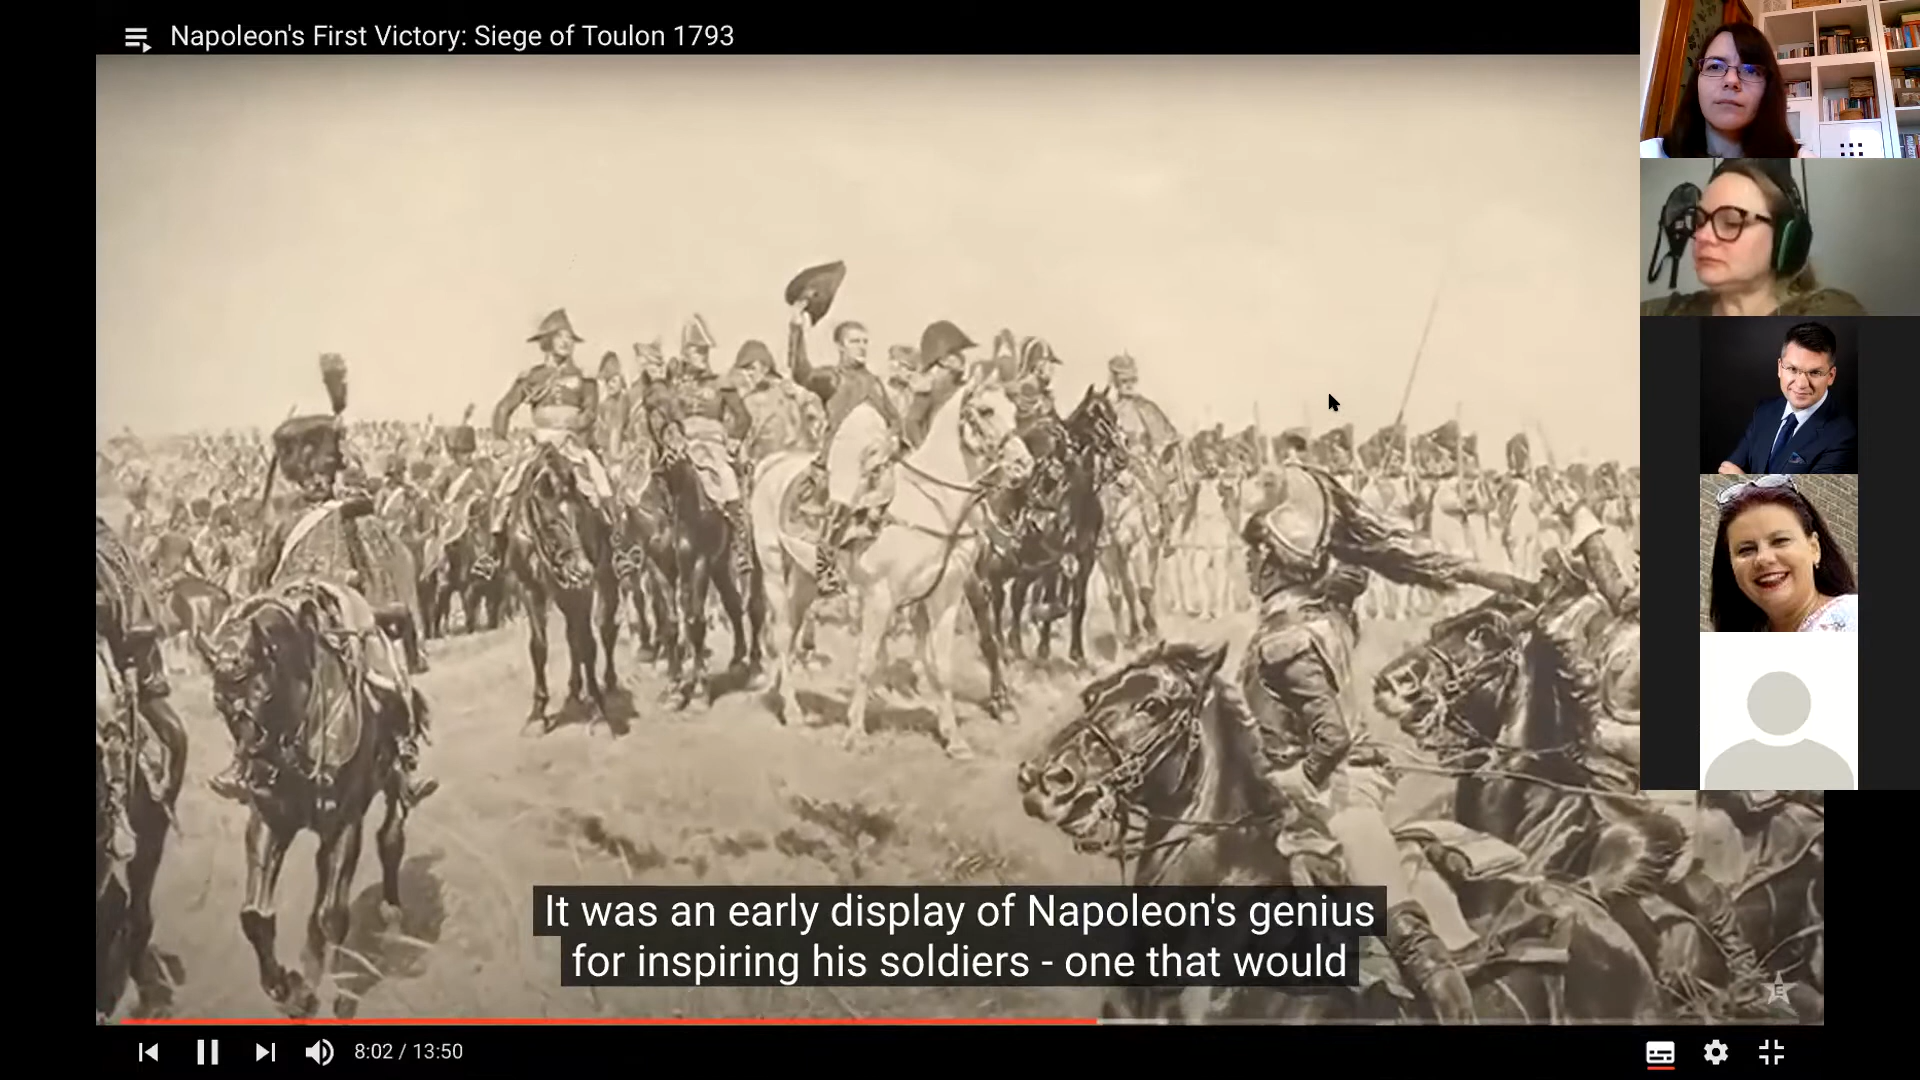 Napoleon's First Victory: Siege of Toulon 1793
It was an early display of Napoleon's genius
for inspiring his soldiers - one that would
8:02 / 13:50